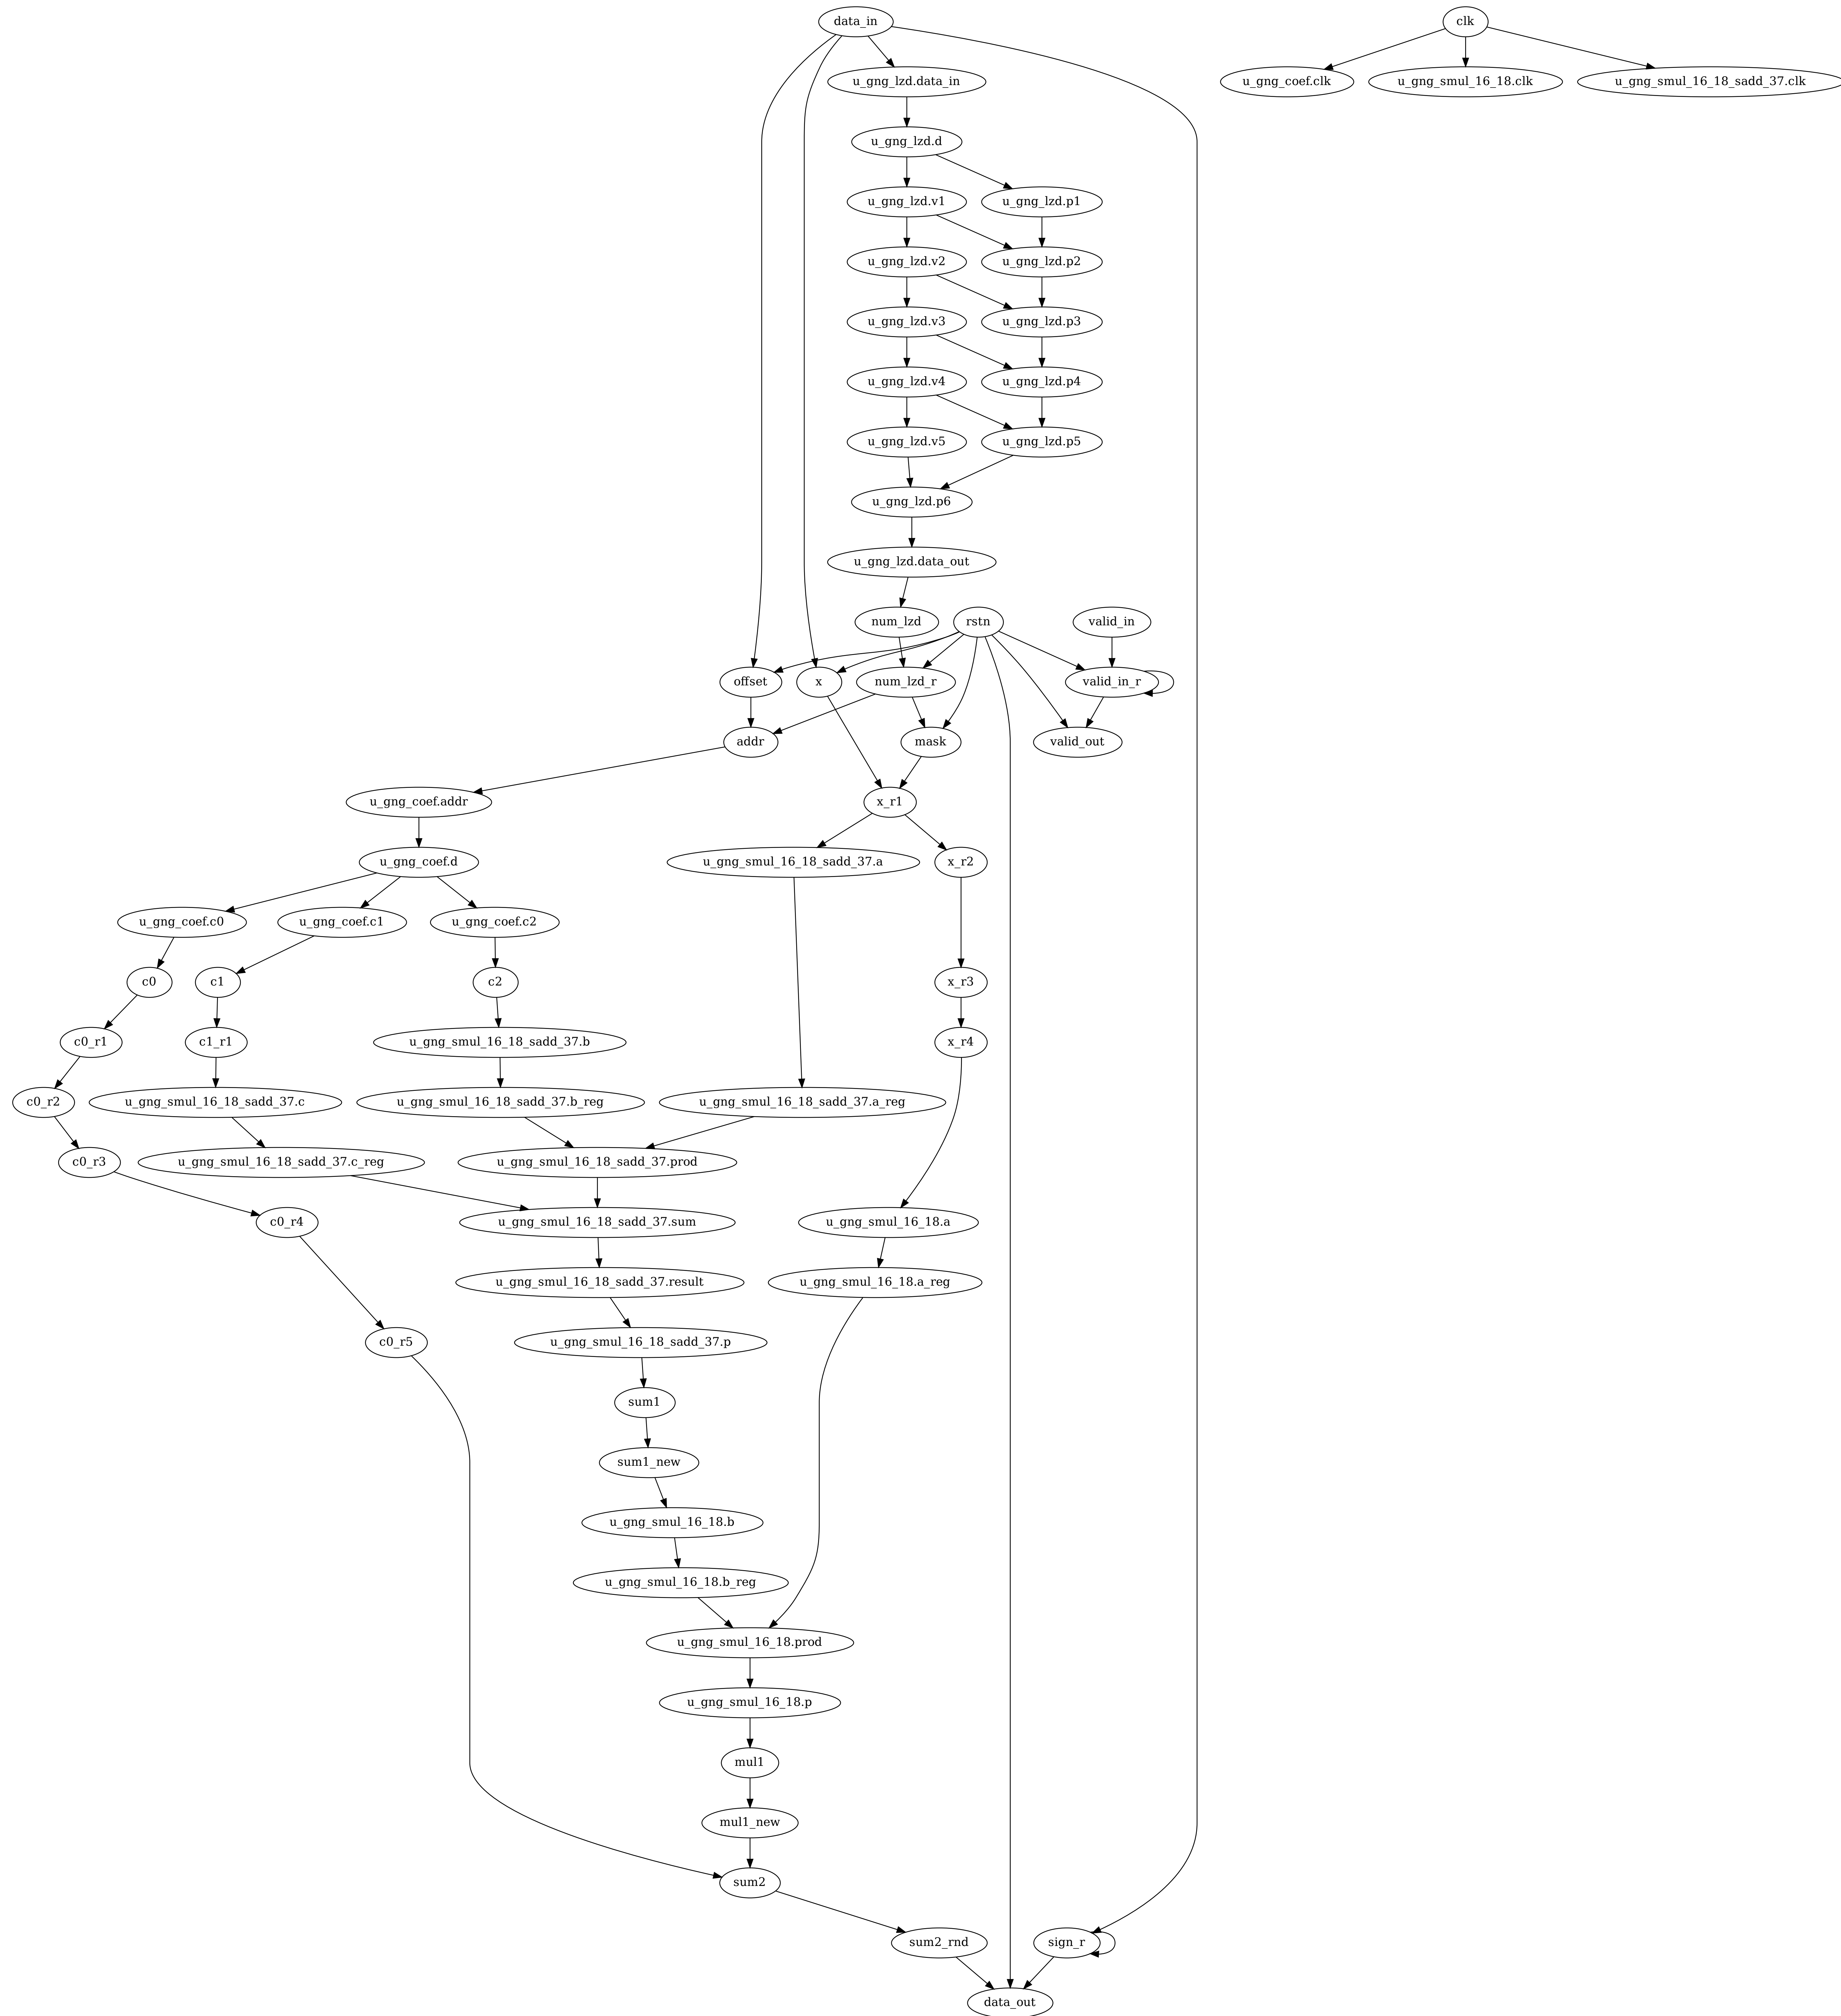 data_in
clk
u_gng_lzd.data_in
u_gng_coef.clk
u_gng_smul_16_18.clk
u_gng_smul_16_18_sadd_37.clk
u_gng_lzd.d
u_gng_lzd.v1
u_gng_lzd.p1
u_gng_lzd.v2
u_gng_lzd.p2
u_gng_lzd.v3
u_gng_lzd.p3
u_gng_lzd.v4
u_gng_lzd.p4
u_gng_lzd.v5
u_gng_lzd.p5
u_gng_lzd.p6
u_gng_lzd.data_out
num_lzd
rstn
valid_in
offset
x
num_lzd_r
valid_in_r
addr
mask
valid_out
u_gng_coef.addr
x_r1
u_gng_coef.d
u_gng_smul_16_18_sadd_37.a
x_r2
u_gng_coef.c0
u_gng_coef.c1
u_gng_coef.c2
c0
c1
c2
x_r3
c0_r1
c1_r1
u_gng_smul_16_18_sadd_37.b
x_r4
c0_r2
u_gng_smul_16_18_sadd_37.c
u_gng_smul_16_18_sadd_37.b_reg
u_gng_smul_16_18_sadd_37.a_reg
c0_r3
u_gng_smul_16_18_sadd_37.c_reg
u_gng_smul_16_18_sadd_37.prod
c0_r4
u_gng_smul_16_18_sadd_37.sum
u_gng_smul_16_18.a
u_gng_smul_16_18_sadd_37.result
u_gng_smul_16_18.a_reg
c0_r5
u_gng_smul_16_18_sadd_37.p
sum1
sum1_new
u_gng_smul_16_18.b
u_gng_smul_16_18.b_reg
u_gng_smul_16_18.prod
u_gng_smul_16_18.p
mul1
mul1_new
sum2
sum2_rnd
sign_r
data_out